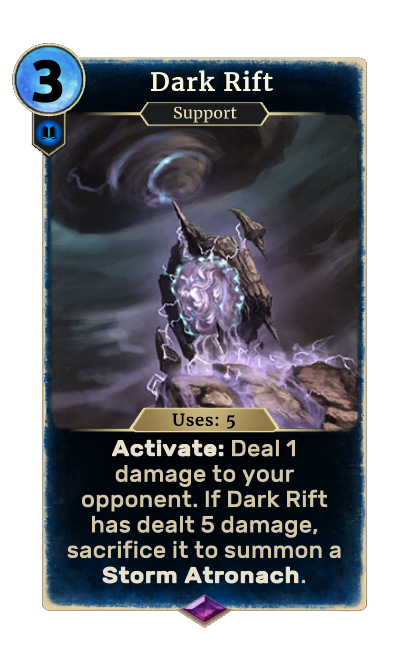 3
Dark Rift
Support
Uses: 5
Activate: Deal 1
damage to your
opponent. If Dark Rift
has dealt 5 damage,
sacrifice it to summon a
Storm Atronach.